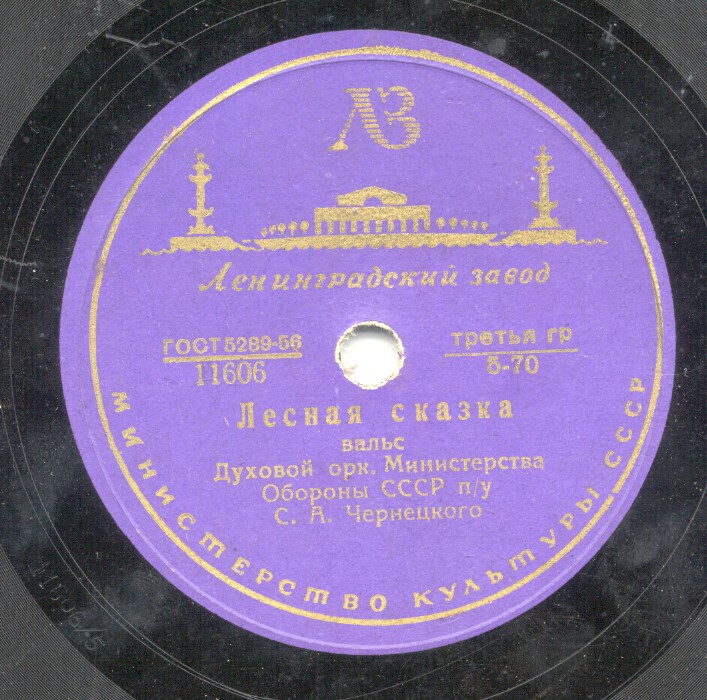 ЛЗ
Ленинградский завод
ГОСТ 5289-56
11606
третья гр
5-70
Лесная сказка
вальс
Духовой орк. Министерства
Обороны СССР п/у
С. А. Чернецкого
МИНИСТЕРСТВО КУЛЬТУРЫ СССР